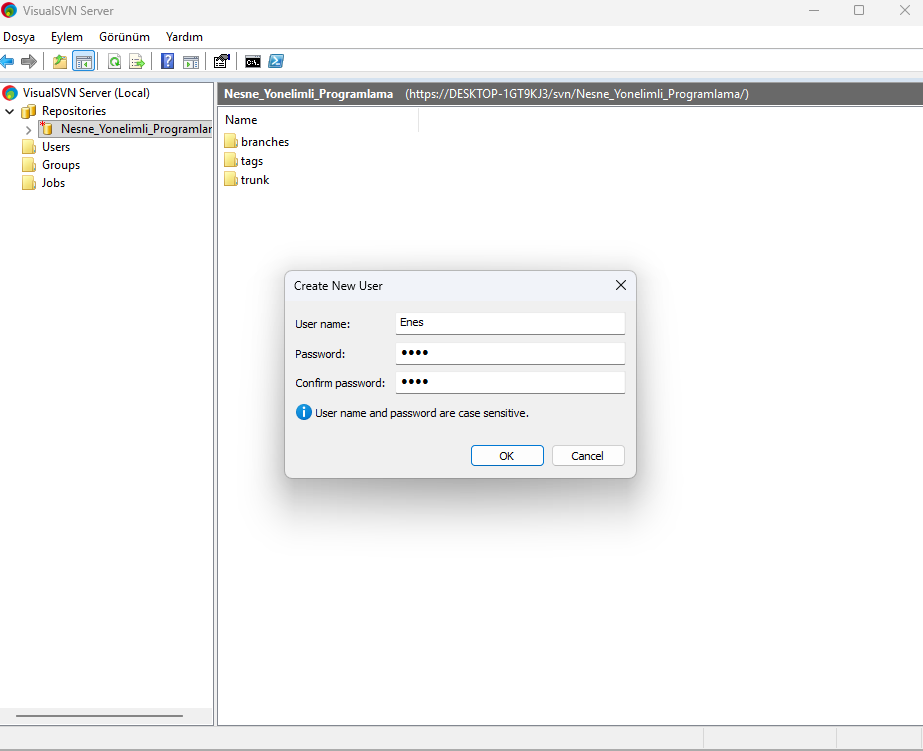 VisualSVN Server
Dosya Eylem Görünüm Yardım
VisualSVN Server (Local)
Repositories
Nesne_Yonelimli_Programlar
Users
Groups
Jobs
Nesne_Yonelimli_Programlama (https://DESKTOP-1GT9KJ3/svn/Nesne_Yonelimli_Programlama/)
Name
branches
tags
trunk
Create New User
User name: Enes
Password: ••••
Confirm password: ••••
User name and password are case sensitive.
OK Cancel